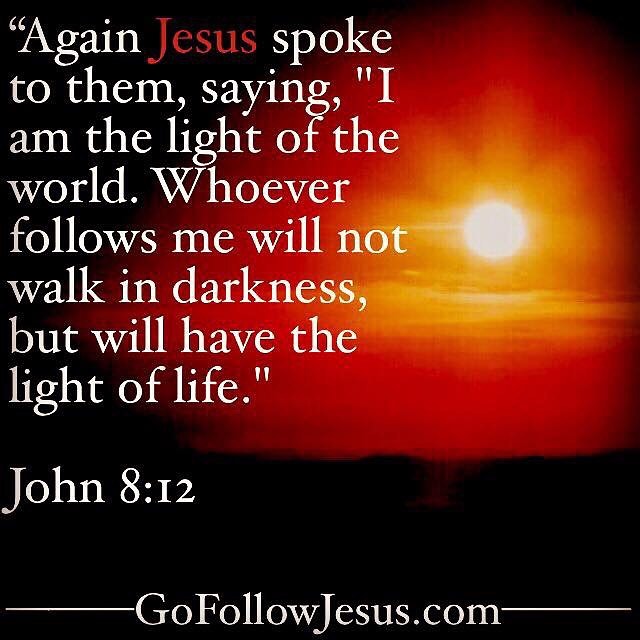 “Again Jesus spoke
to them, saying, "I
am the light of the
world. Whoever
follows me will not
walk in darkness,
but will have the
light of life."
John 8:12
GoFollowJesus.com